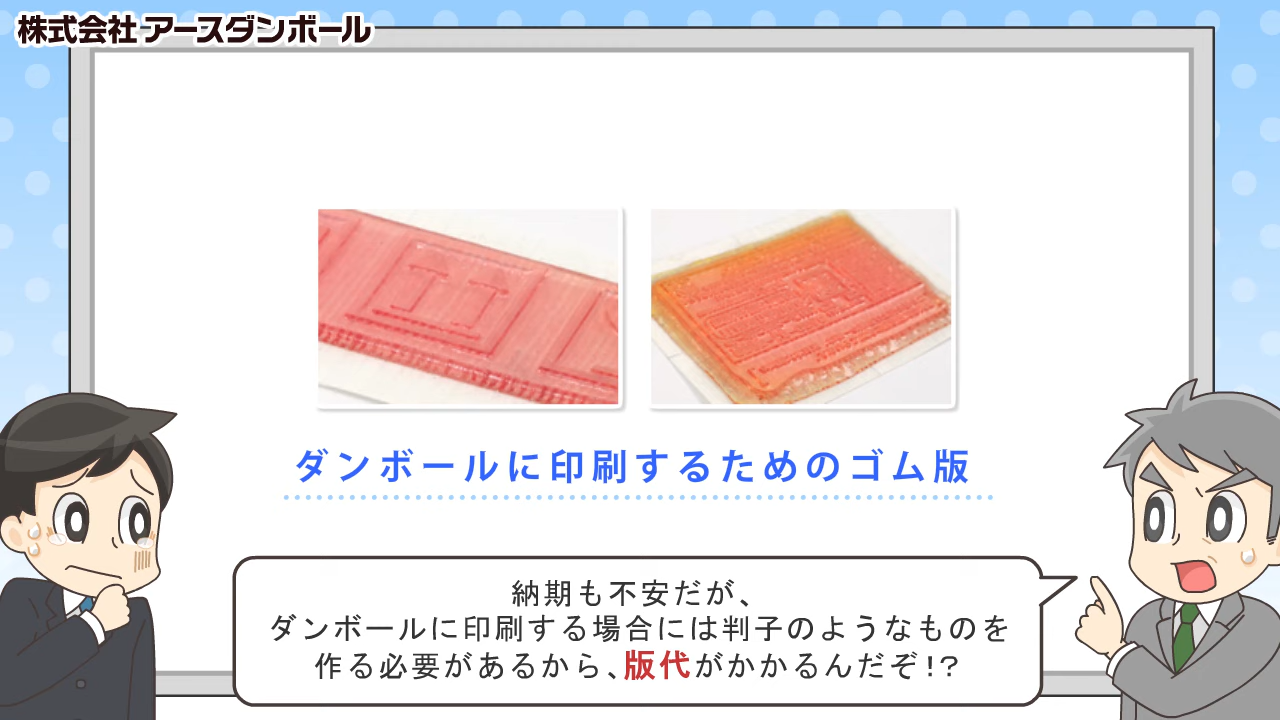 株式会社 アースダンボール
ダンボールに印刷するためのゴム版
納期も不安だが、
ダンボールに印刷する場合には判子のようなものを
作る必要があるから、版代がかかるんだぞ!?